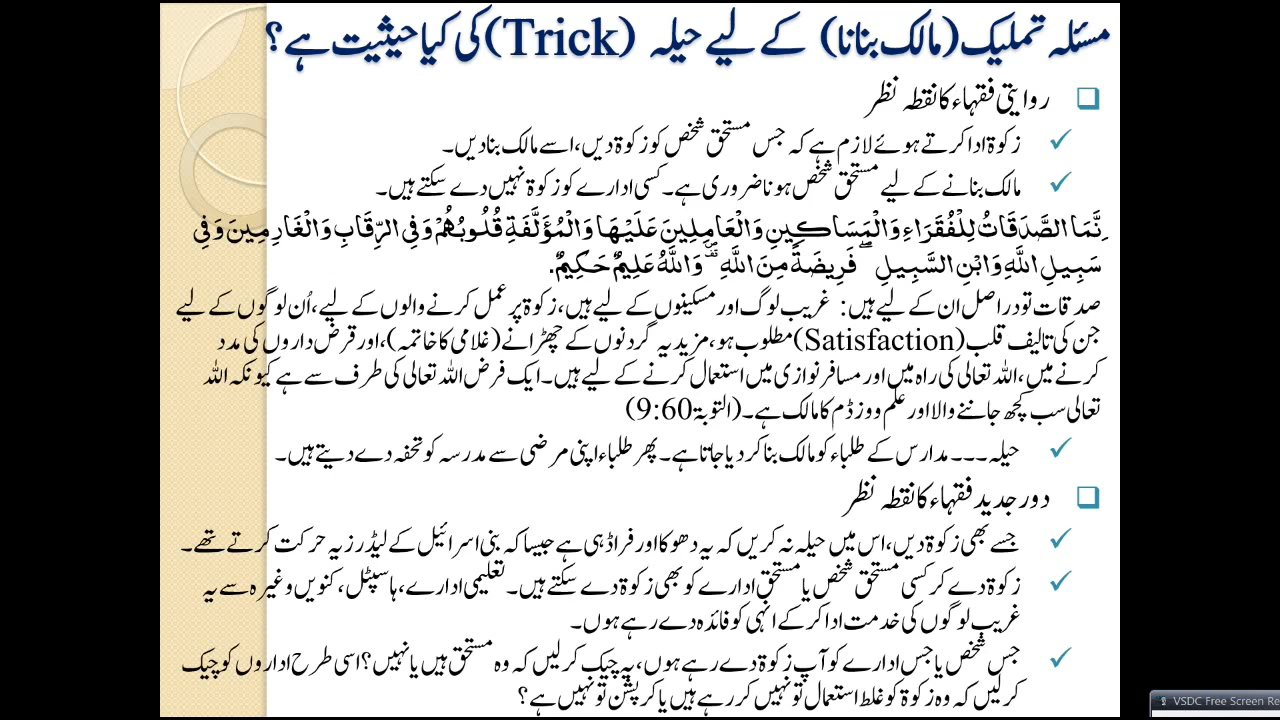 مسئلہ تملیک (مالک بنانا) کے لیے حیلہ (Trick) کی کیا حیثیت ہے؟
روایتی فقہاء کا نقطہ نظر
زکوۃ ادا کرتے ہوئے لازم ہے کہ جس مستحق شخص کو زکوۃ دیں، اسے مالک بنا دیں۔
مالک بنانے کے لیے مستحق شخص ہونا ضروری ہے۔ کسی ادارے کو زکوۃ نہیں دے سکتے ہیں۔
ِنَّمَا الصَّدَقَاتُ لِلْفُقَرَاءِ وَالْمَسَاكِينِ وَالْعَامِلِينَ عَلَيْهَا وَالْمُؤَلَّفَةِ قُلُوبُهُمْ وَفِي الرِّقَابِ وَالْغَارِمِينَ وَفِي
سَبِيلِ اللَّهِ وَابْنِ السَّبِيلِ ۖ فَرِيضَةً مِنَ اللَّهِ ۗ وَاللَّهُ عَلِيمٌ حَكِيمٌ.
صدقات تو دراصل ان کے لیے ہیں: غریب لوگ اور مسکینوں کے لیے ہیں، زکوۃ پر عمل کرنے والوں کے لیے، اُن لوگوں کے لیے
جن کی تالیف قلب (Satisfaction) مطلوب ہو، مزید یہ گردنوں کے چھڑانے (غلامی کا خاتمہ)، اور قرض داروں کی مدد
کرنے میں، اللہ تعالی کی راہ میں اور مسافر نوازی میں استعمال کرنے کے لیے ہیں۔ ایک فرض اللہ تعالی کی طرف سے ہے کیونکہ اللہ
تعالی سب کچھ جاننے والا اور علم و وزڈم کا مالک ہے۔ (التوبۃ 9:60)
حیلہ ۔۔۔ مدارس کے طلباء کو مالک بنا کر دیا جاتا ہے۔ پھر طلباء اپنی مرضی سے مدرسہ کو تحفہ دے دیتے ہیں۔
دور جدید فقہاء کا نقطہ نظر
جسے بھی زکوۃ دیں، اس میں حیلہ نہ کریں کہ یہ دھوکا اور فراڈ ہی ہے جیسا کہ بنی اسرائیل کے لیڈرز یہ حرکت کرتے تھے۔
زکوۃ دے کر کسی مستحق شخص یا مستحق ادارے کو بھی زکوۃ دے سکتے ہیں۔ تعلیمی ادارے، ہاسپٹل، کنویں وغیرہ سے یہ
غریب لوگوں کی خدمت ادا کر کے انہی کو فائدہ دے رہے ہوں۔
جس شخص یا جس ادارے کو آپ زکوۃ دے رہے ہوں، یہ چیک کر لیں کہ وہ مستحق ہیں یا نہیں؟ اسی طرح اداروں کو چیک
کر لیں کہ وہ زکوۃ کو غلط استعمال تو نہیں کر رہے ہیں یا کرپشن تو نہیں ہے؟
VSDC Free Screen Re